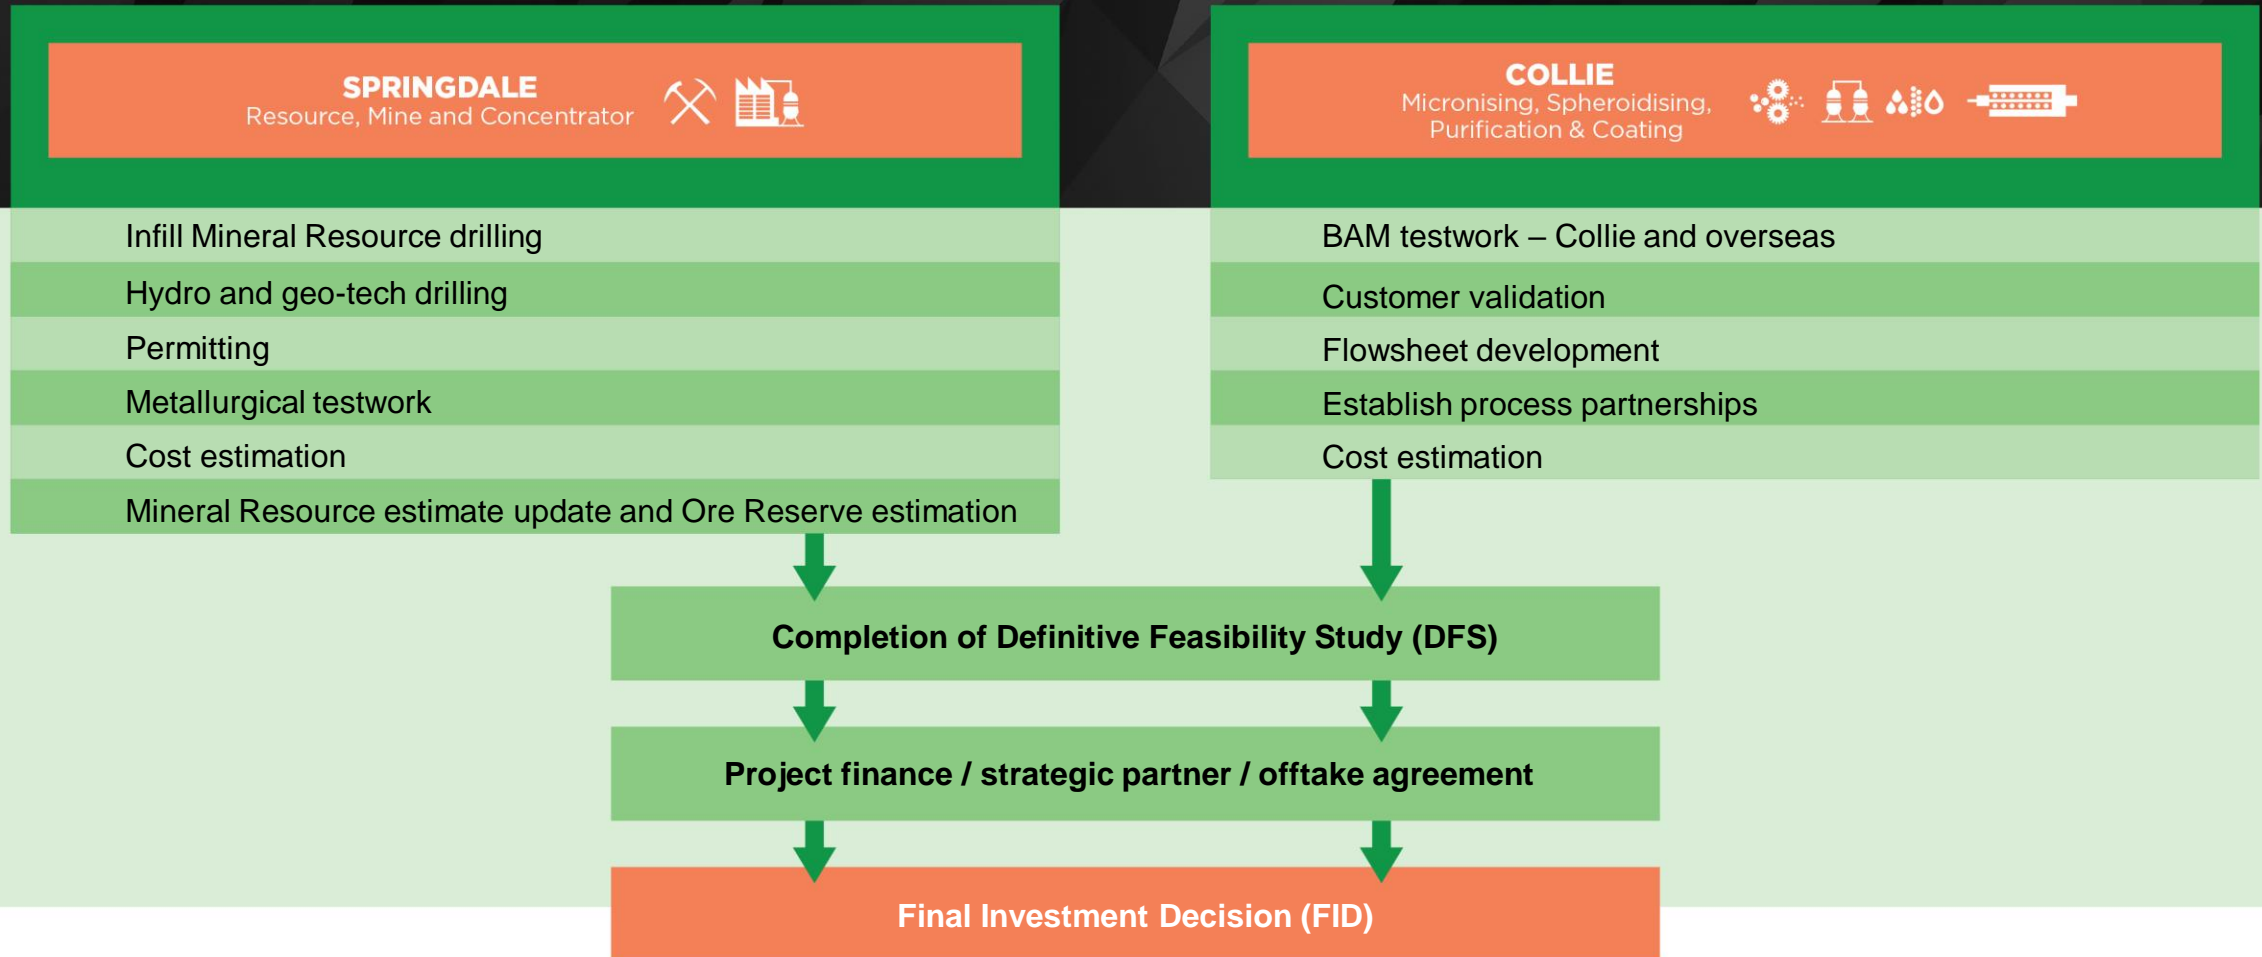 SPRINGDALE
Resource, Mine and Concentrator
Infill Mineral Resource drilling
Hydro and geo-tech drilling
Permitting
Metallurgical testwork
Cost estimation
Mineral Resource estimate update and Ore Reserve estimation
COLLIE
Micronising, Spheroidising,
Purification & Coating
BAM testwork – Collie and overseas
Customer validation
Flowsheet development
Establish process partnerships
Cost estimation
Completion of Definitive Feasibility Study (DFS)
Project finance / strategic partner / offtake agreement
Final Investment Decision (FID)